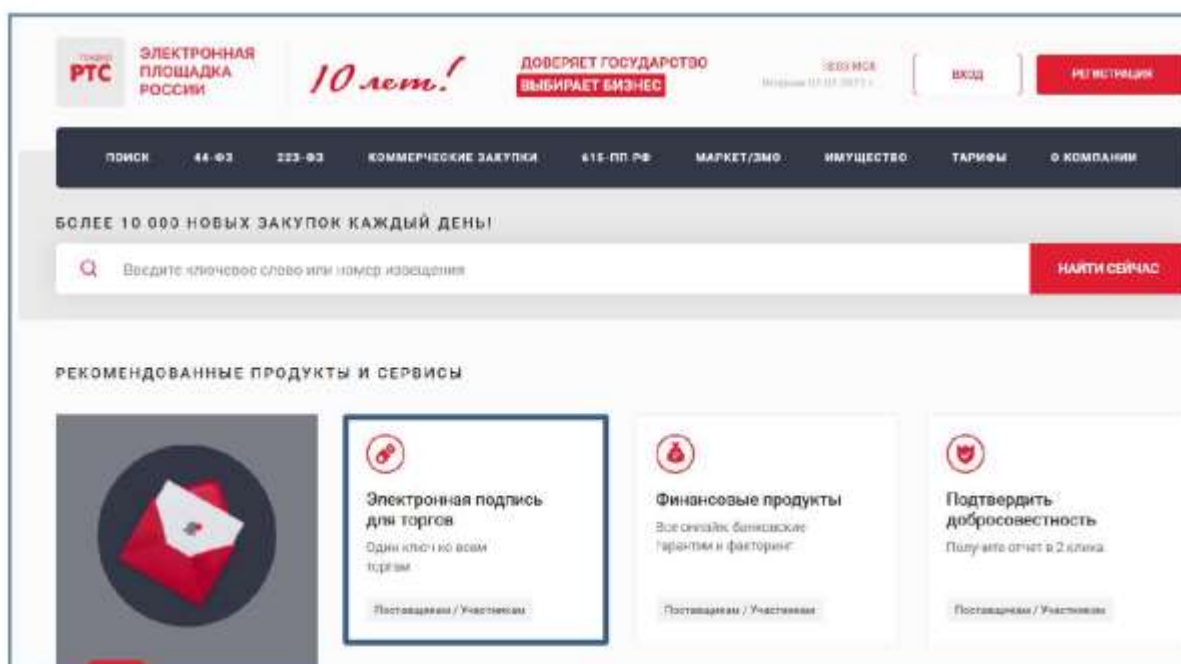 РТС
ЭЛЕКТРОННАЯ
ПЛОЩАДКА
РОССИИ
10 лет!
ДОВЕРЯЕТ ГОСУДАРСТВО
ВЫБИРАЕТ БИЗНЕС
ВХОД
РЕГИСТРАЦИЯ
ПОИСК 44-ФЗ 223-ФЗ КОММЕРЧЕСКИЕ ЗАКУПКИ 615-ПП РФ МАРКЕТ/ЗМО ИМУЩЕСТВО ТАРИФЫ О КОМПАНИИ
БОЛЕЕ 10 000 НОВЫХ ЗАКУПОК КАЖДЫЙ ДЕНЬ!
Введите ключевое слово или номер извещения
НАЙТИ СЕЙЧАС
РЕКОМЕНДОВАННЫЕ ПРОДУКТЫ И СЕРВИСЫ
Электронная подпись
для торгов
Один ключ ко всем
торгам
Поставщикам / Участникам
Финансовые продукты
Все онлайн: банковские
гарантии и факторинг
Поставщикам / Участникам
Подтвердить
добросовестность
Получите отчет в 2 клика
Поставщикам / Участникам